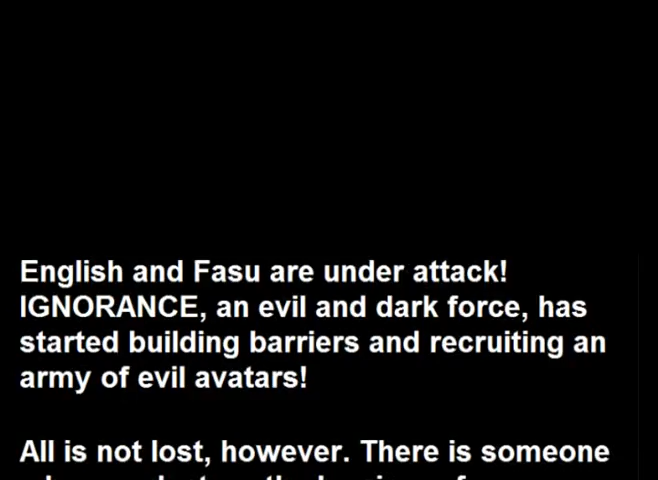 English and Fasu are under attack!
IGNORANCE, an evil and dark force, has
started building barriers and recruiting an
army of evil avatars!
All is not lost, however. There is someone